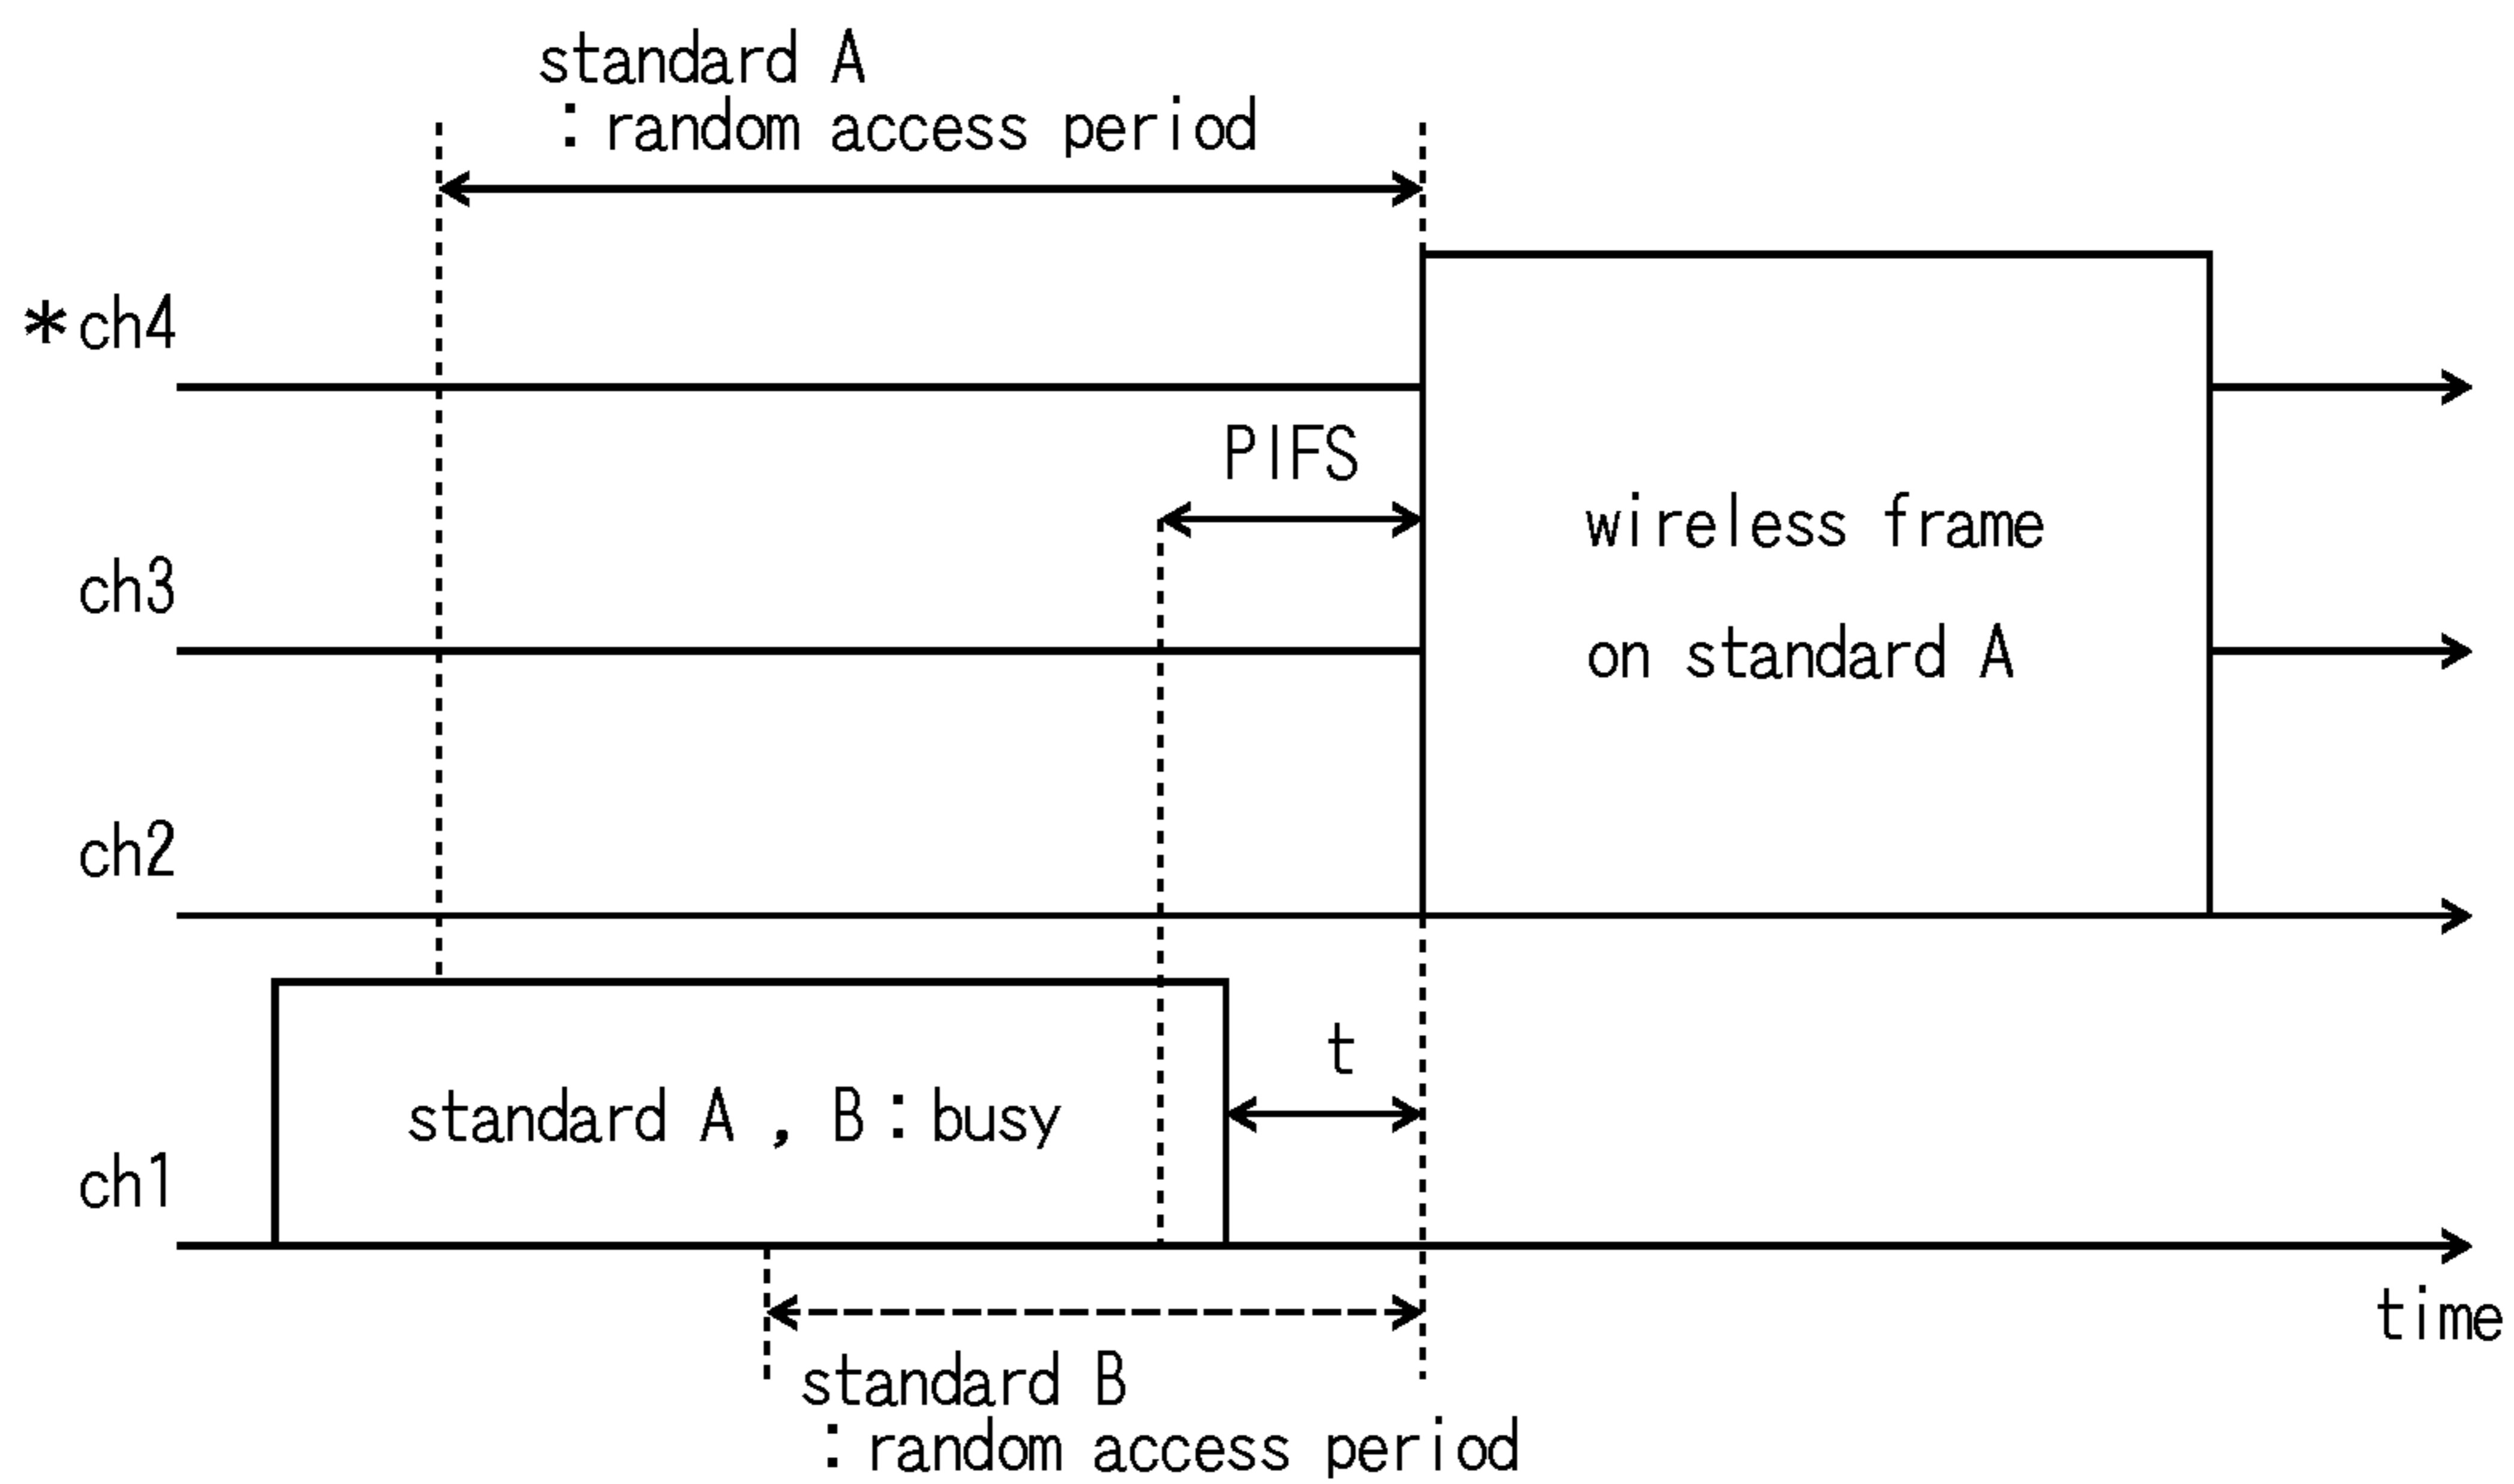 standard A
: random access period
*ch4
PIFS
ch3
wireless frame
on standard A
ch2
t
standard A , B : busy
ch1
time
standard B
: random access period